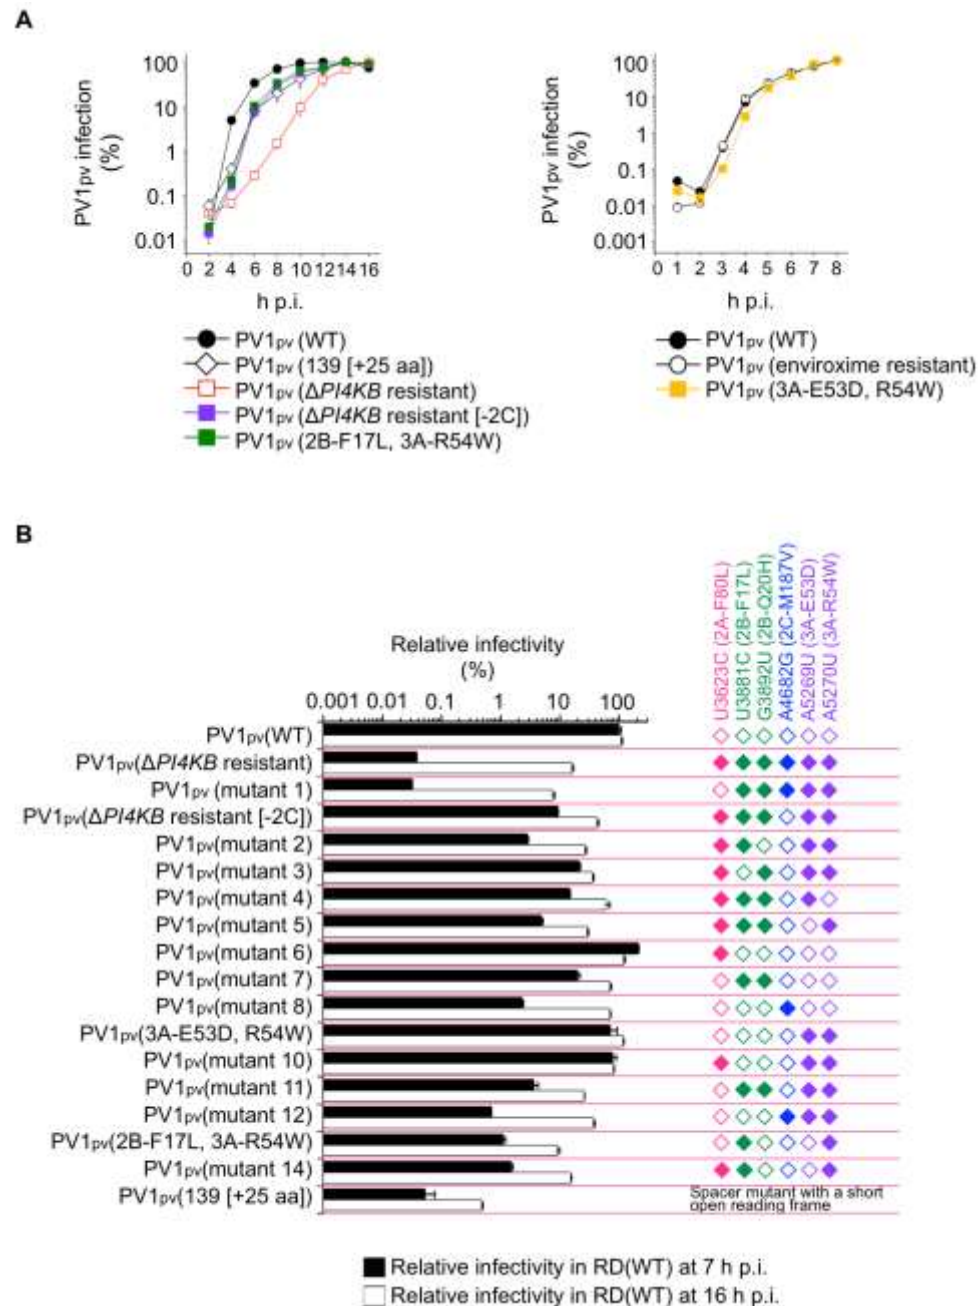 A
PV1pv infection
(%)
100
10
1
0.1
0.01
0 2 4 6 8 10 12 14 16
h p.i.
PV1pv (WT)
PV1pv (139 [+25 aa])
PV1pv (ΔPI4KB resistant)
PV1pv (ΔPI4KB resistant [-2C])
PV1pv (2B-F17L, 3A-R54W)
PV1pv infection
(%)
100
10
1
0.1
0.01
0.001
0 1 2 3 4 5 6 7 8
h p.i.
PV1pv (WT)
PV1pv (enviroxime resistant)
PV1pv (3A-E53D, R54W)
B
Relative infectivity
(%)
0.001 0.01 0.1 1 10 100
U3623C (2A-F80L)
U3881C (2B-F17L)
G3892U (2B-Q20H)
A4682G (2C-M187V)
A5269U (3A-E53D)
A5270U (3A-R54W)
PV1pv(WT)
PV1pv(ΔPI4KB resistant)
PV1pv (mutant 1)
PV1pv(ΔPI4KB resistant [-2C])
PV1pv(mutant 2)
PV1pv(mutant 3)
PV1pv(mutant 4)
PV1pv(mutant 5)
PV1pv(mutant 6)
PV1pv(mutant 7)
PV1pv(mutant 8)
PV1pv(3A-E53D, R54W)
PV1pv(mutant 10)
PV1pv(mutant 11)
PV1pv(mutant 12)
PV1pv(2B-F17L, 3A-R54W)
PV1pv(mutant 14)
PV1pv(139 [+25 aa])
Spacer mutant with a short
open reading frame
Relative infectivity in RD(WT) at 7 h p.i.
Relative infectivity in RD(WT) at 16 h p.i.